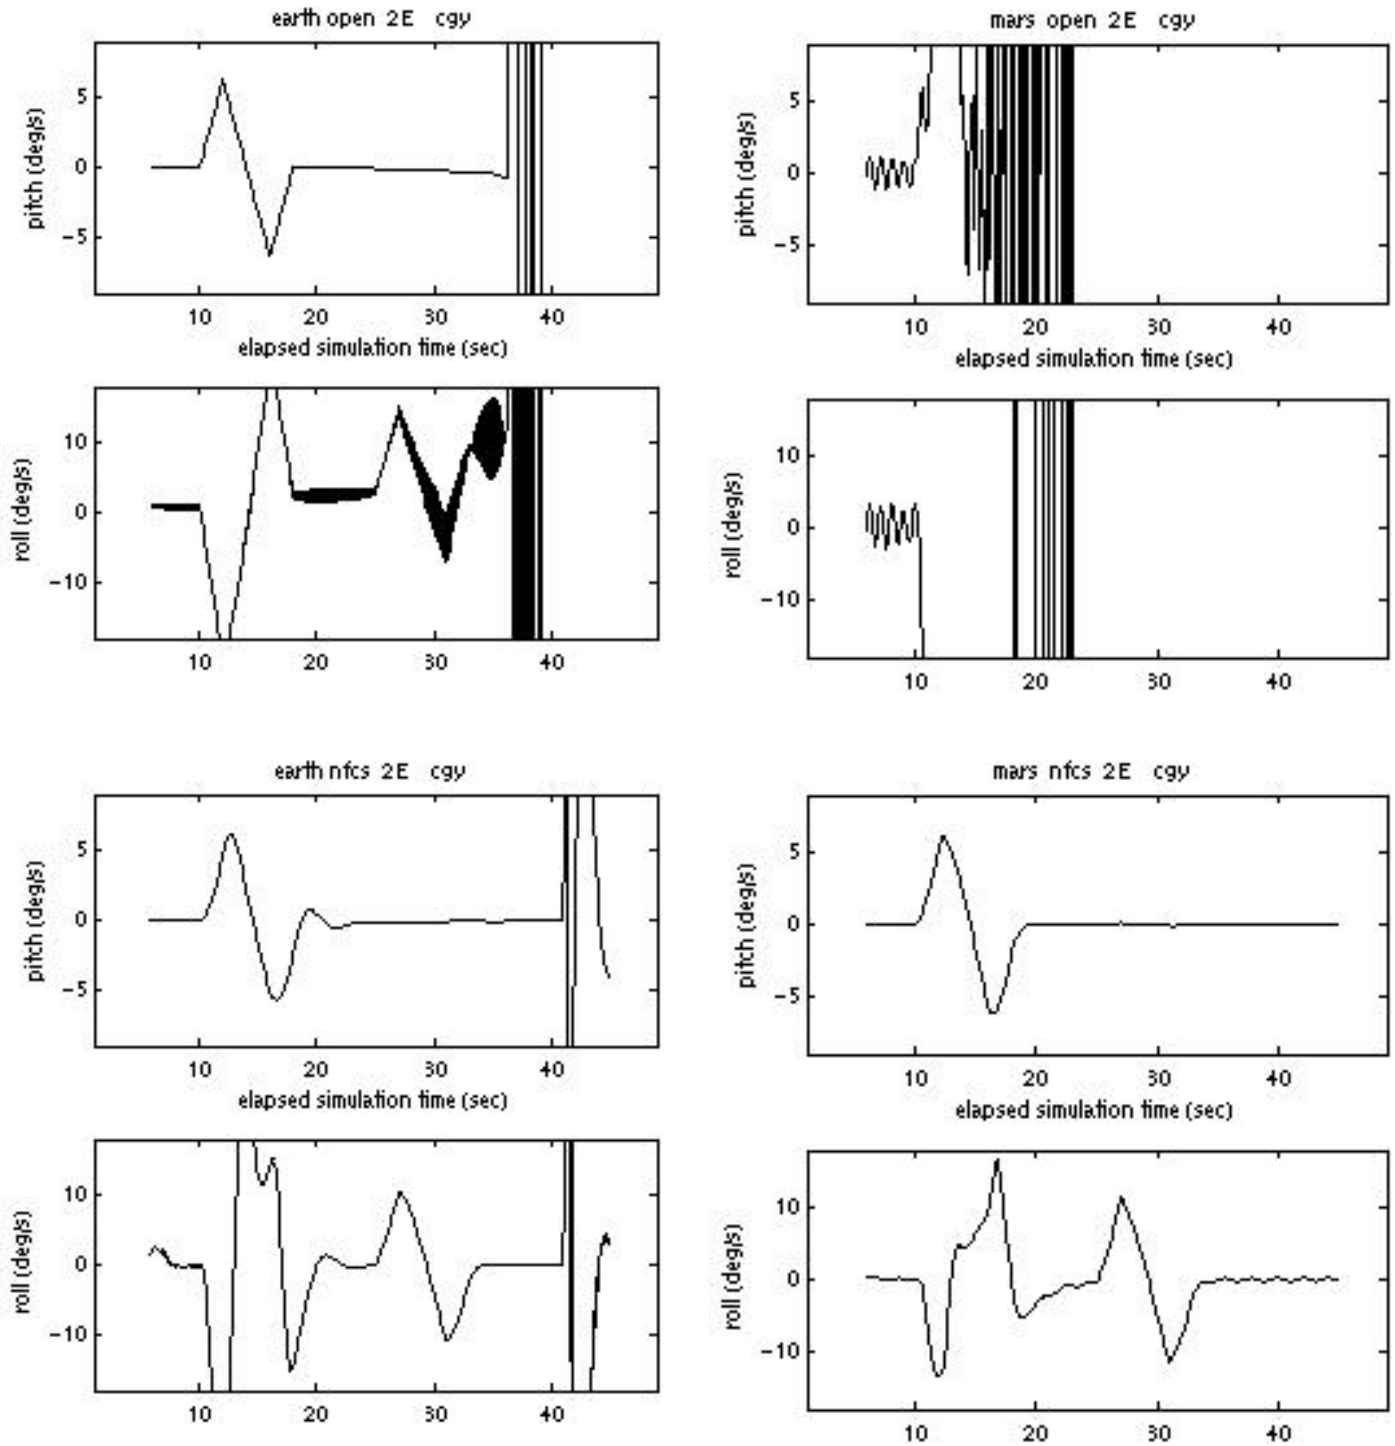 earth open 2E cgy
5
0
−5
pitch (deg/s)
10 20 30 40
elapsed simulation time (sec)
10
0
−10
roll (deg/s)
10 20 30 40
mars open 2E cgy
5
0
−5
pitch (deg/s)
10 20 30 40
elapsed simulation time (sec)
10
0
−10
roll (deg/s)
10 20 30 40
earth nfcs 2E cgy
5
0
−5
pitch (deg/s)
10 20 30 40
elapsed simulation time (sec)
10
0
−10
roll (deg/s)
10 20 30 40
mars nfcs 2E cgy
5
0
−5
pitch (deg/s)
10 20 30 40
elapsed simulation time (sec)
10
0
−10
roll (deg/s)
10 20 30 40